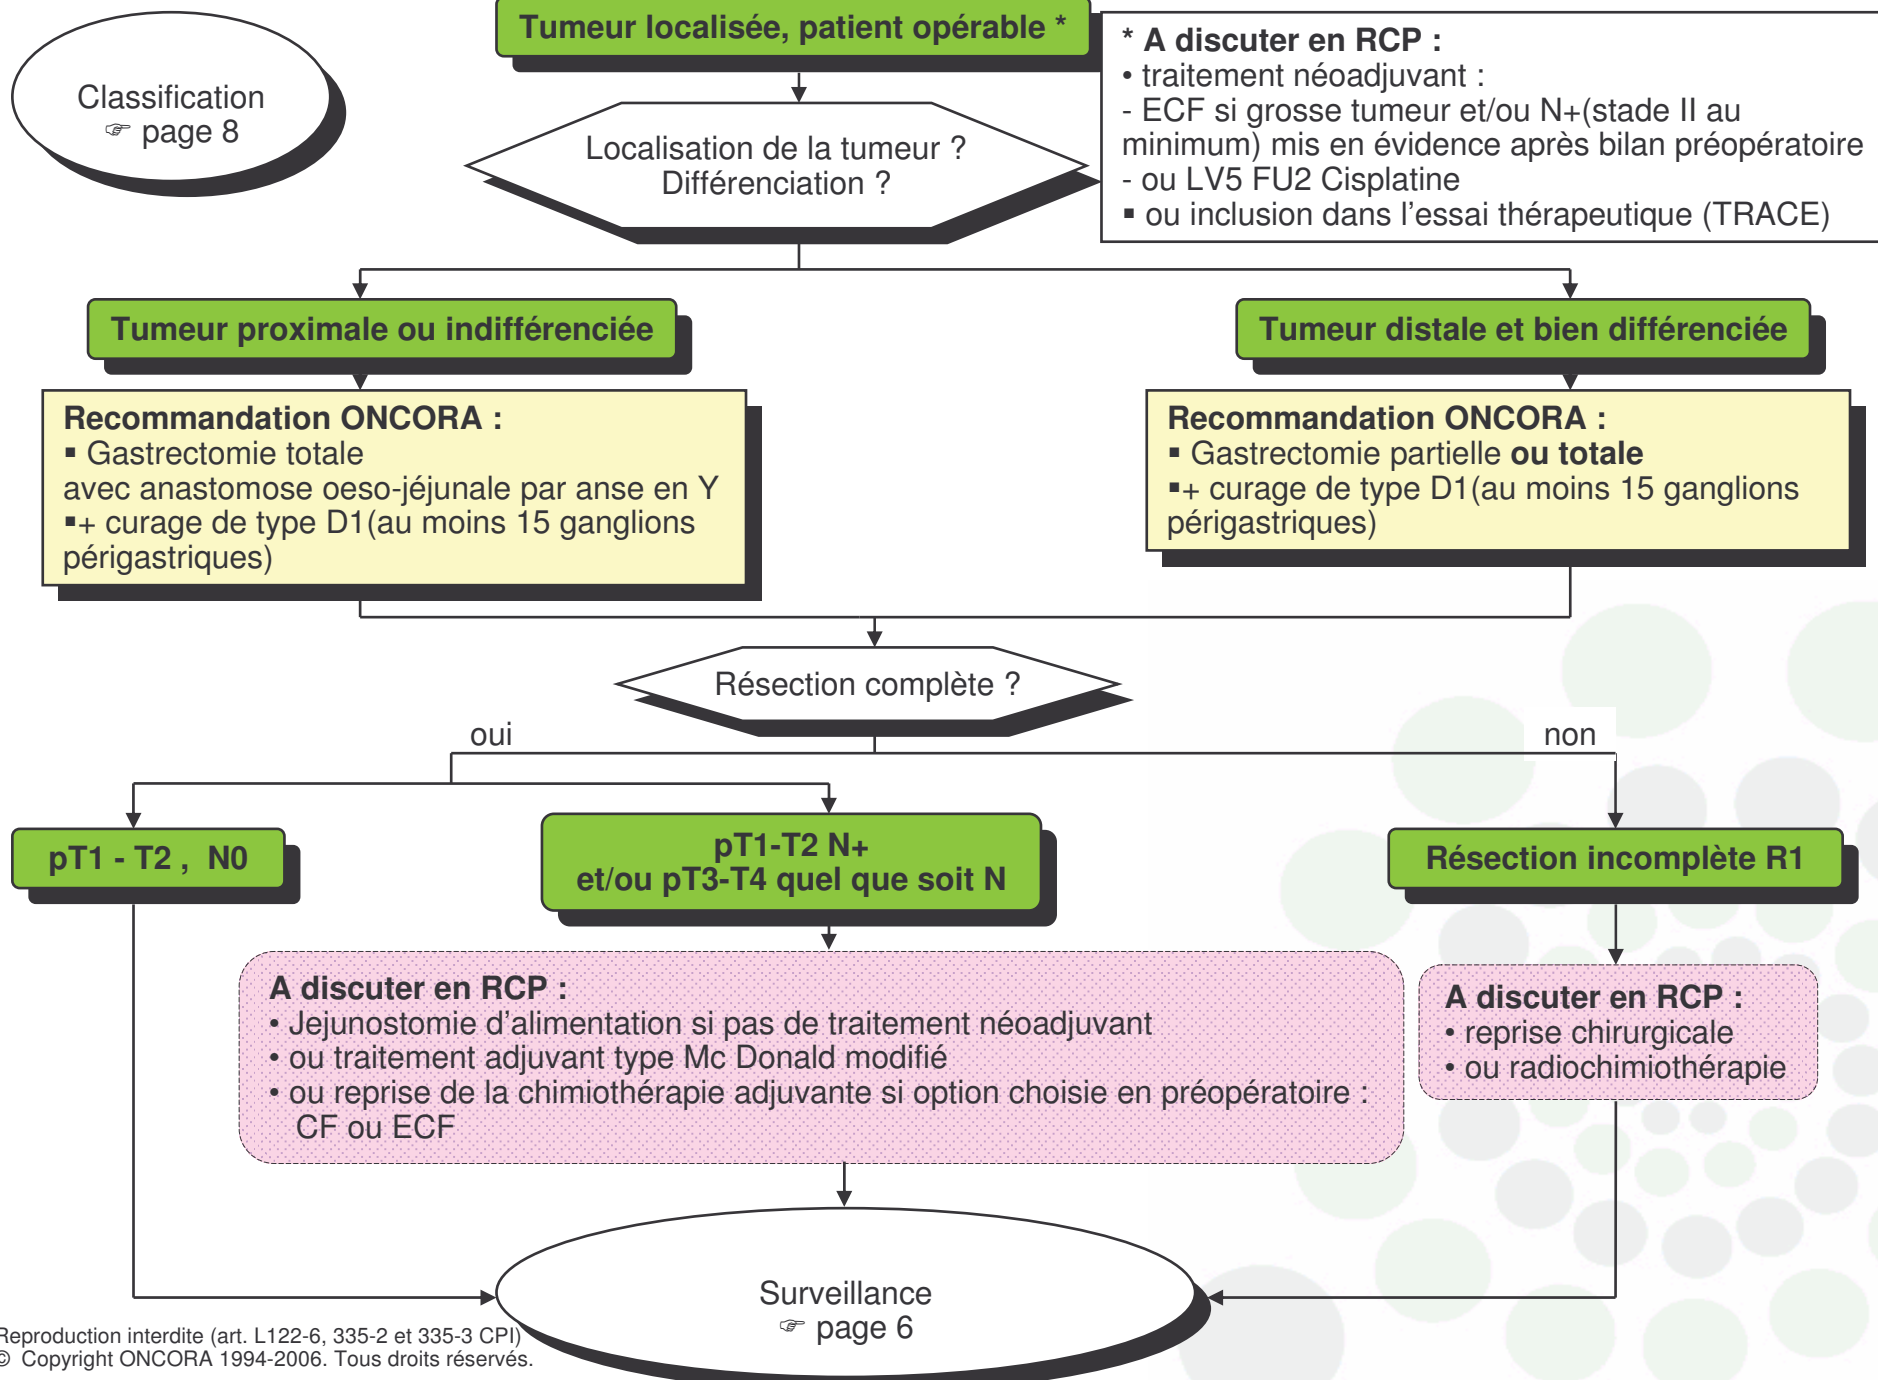 Tumeur localisée, patient opérable *
Classification
☞ page 8
* A discuter en RCP :
• traitement néoadjuvant :
- ECF si grosse tumeur et/ou N+(stade II au
minimum) mis en évidence après bilan préopératoire
- ou LV5 FU2 Cisplatine
▪ ou inclusion dans l’essai thérapeutique (TRACE)
Localisation de la tumeur ?
Différenciation ?
Tumeur proximale ou indifférenciée
Tumeur distale et bien différenciée
Recommandation ONCORA :
▪ Gastrectomie totale
avec anastomose oeso-jéjunale par anse en Y
▪+ curage de type D1(au moins 15 ganglions
périgastriques)
Recommandation ONCORA :
▪ Gastrectomie partielle ou totale
▪+ curage de type D1(au moins 15 ganglions
périgastriques)
Résection complète ?
oui
non
pT1 - T2 , N0
pT1-T2 N+
et/ou pT3-T4 quel que soit N
Résection incomplète R1
A discuter en RCP :
• Jejunostomie d’alimentation si pas de traitement néoadjuvant
• ou traitement adjuvant type Mc Donald modifié
• ou reprise de la chimiothérapie adjuvante si option choisie en préopératoire :
CF ou ECF
A discuter en RCP :
• reprise chirurgicale
• ou radiochimiothérapie
Surveillance
☞ page 6
Reproduction interdite (art. L122-6, 335-2 et 335-3 CPI)
© Copyright ONCORA 1994-2006. Tous droits réservés.